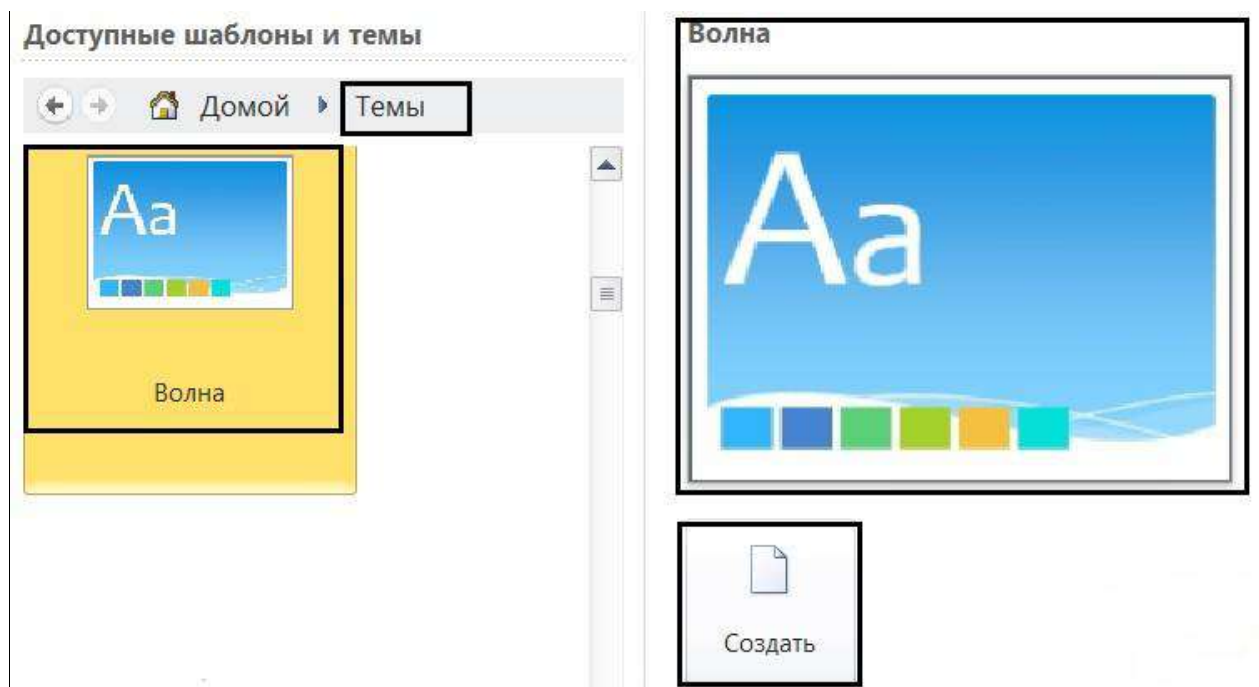 Доступные шаблоны и темы
Домой
Темы
Aa
Волна
Волна
Aa
Создать